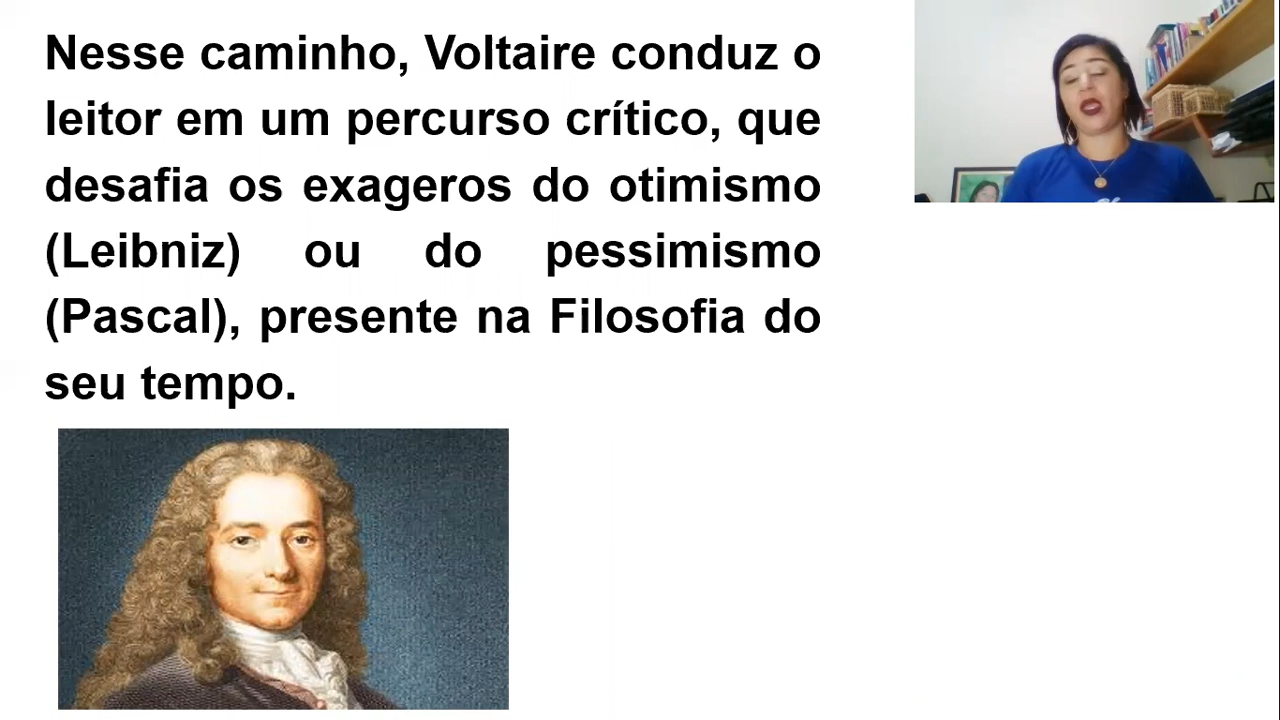 Nesse caminho, Voltaire conduz o
leitor em um percurso crítico, que
desafia os exageros do otimismo
(Leibniz) ou do pessimismo
(Pascal), presente na Filosofia do
seu tempo.